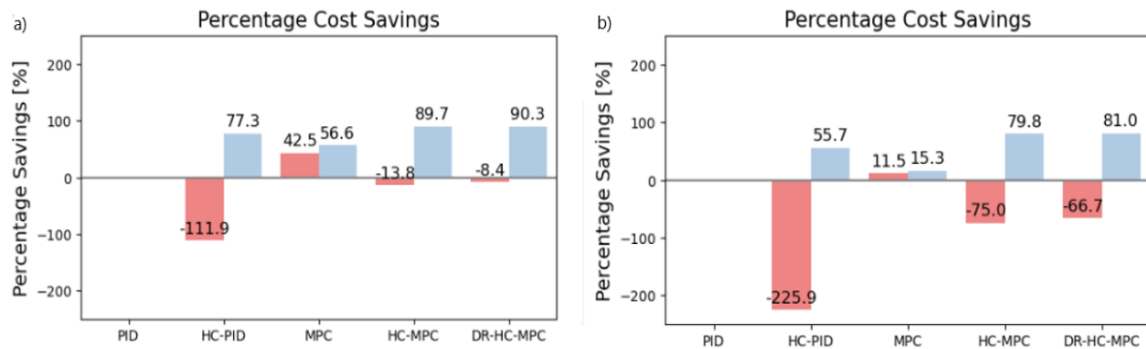 a)
Percentage Cost Savings
Percentage Savings [%]
200
100
0
−100
−200
-111.9
77.3
42.5
56.6
-13.8
89.7
-8.4
90.3
PID
HC-PID
MPC
HC-MPC
DR-HC-MPC
b)
Percentage Cost Savings
Percentage Savings [%]
200
100
0
−100
−200
-225.9
55.7
11.5
15.3
-75.0
79.8
-66.7
81.0
PID
HC-PID
MPC
HC-MPC
DR-HC-MPC